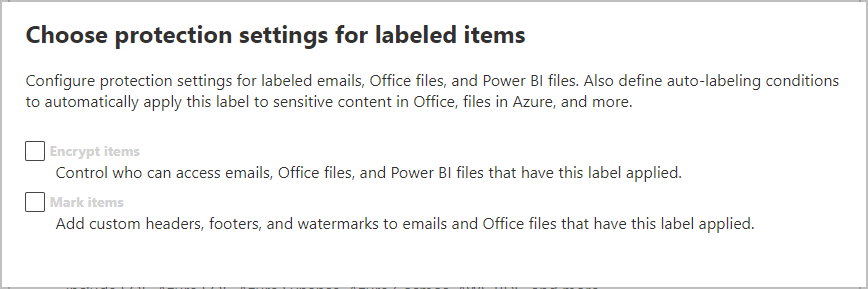 Choose protection settings for labeled items
Configure protection settings for labeled emails, Office files, and Power BI files. Also define auto-labeling conditions
to automatically apply this label to sensitive content in Office, files in Azure, and more.
Encrypt items
Control who can access emails, Office files, and Power BI files that have this label applied.
Mark items
Add custom headers, footers, and watermarks to emails and Office files that have this label applied.